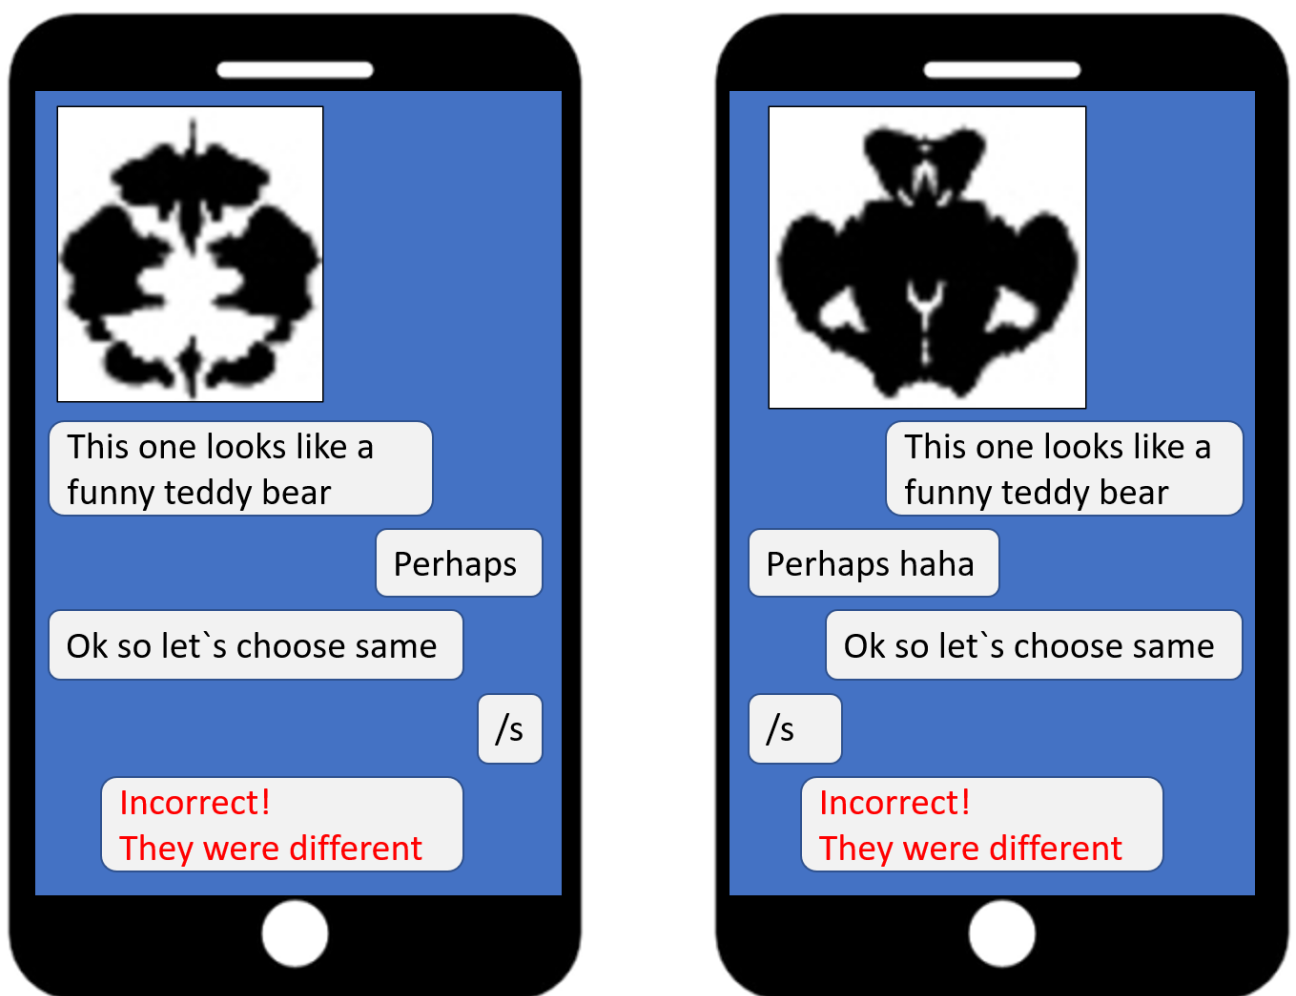 This one looks like a
funny teddy bear
Perhaps
Ok so let`s choose same
/s
Incorrect!
They were different
This one looks like a
funny teddy bear
Perhaps haha
Ok so let`s choose same
/s
Incorrect!
They were different